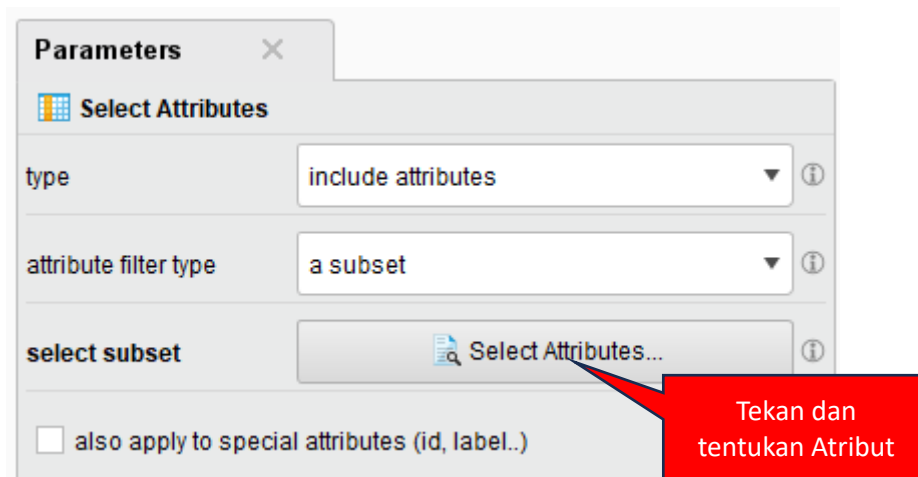 Parameters
Select Attributes
type include attributes
attribute filter type a subset
select subset Select Attributes...
also apply to special attributes (id, label..)
Tekan dan
tentukan Atribut